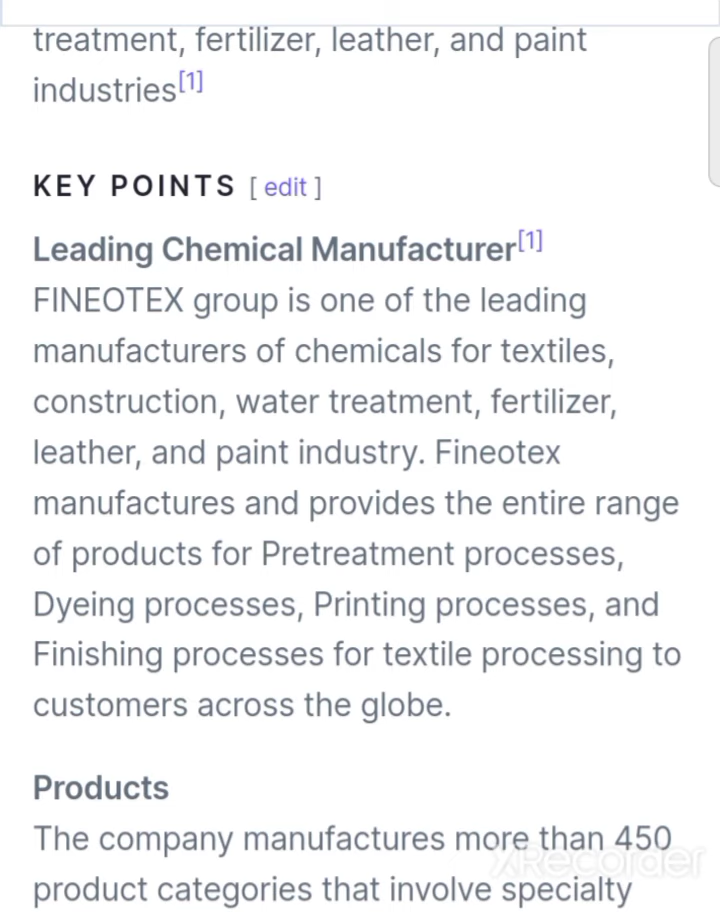 treatment, fertilizer, leather, and paint
industries[1]
KEY POINTS [ edit ]
Leading Chemical Manufacturer[1]
FINEOTEX group is one of the leading
manufacturers of chemicals for textiles,
construction, water treatment, fertilizer,
leather, and paint industry. Fineotex
manufactures and provides the entire range
of products for Pretreatment processes,
Dyeing processes, Printing processes, and
Finishing processes for textile processing to
customers across the globe.
Products
The company manufactures more than 450
XRecorder
product categories that involve specialty